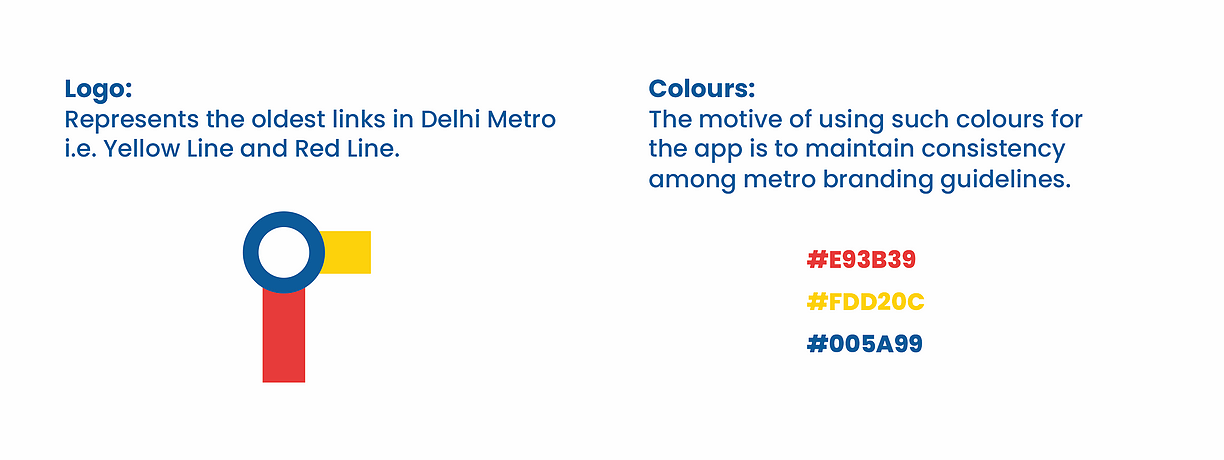 Logo:
Represents the oldest links in Delhi Metro
i.e. Yellow Line and Red Line.
Colours:
The motive of using such colours for
the app is to maintain consistency
among metro branding guidelines.
#E93B39
#FDD20C
#005A99